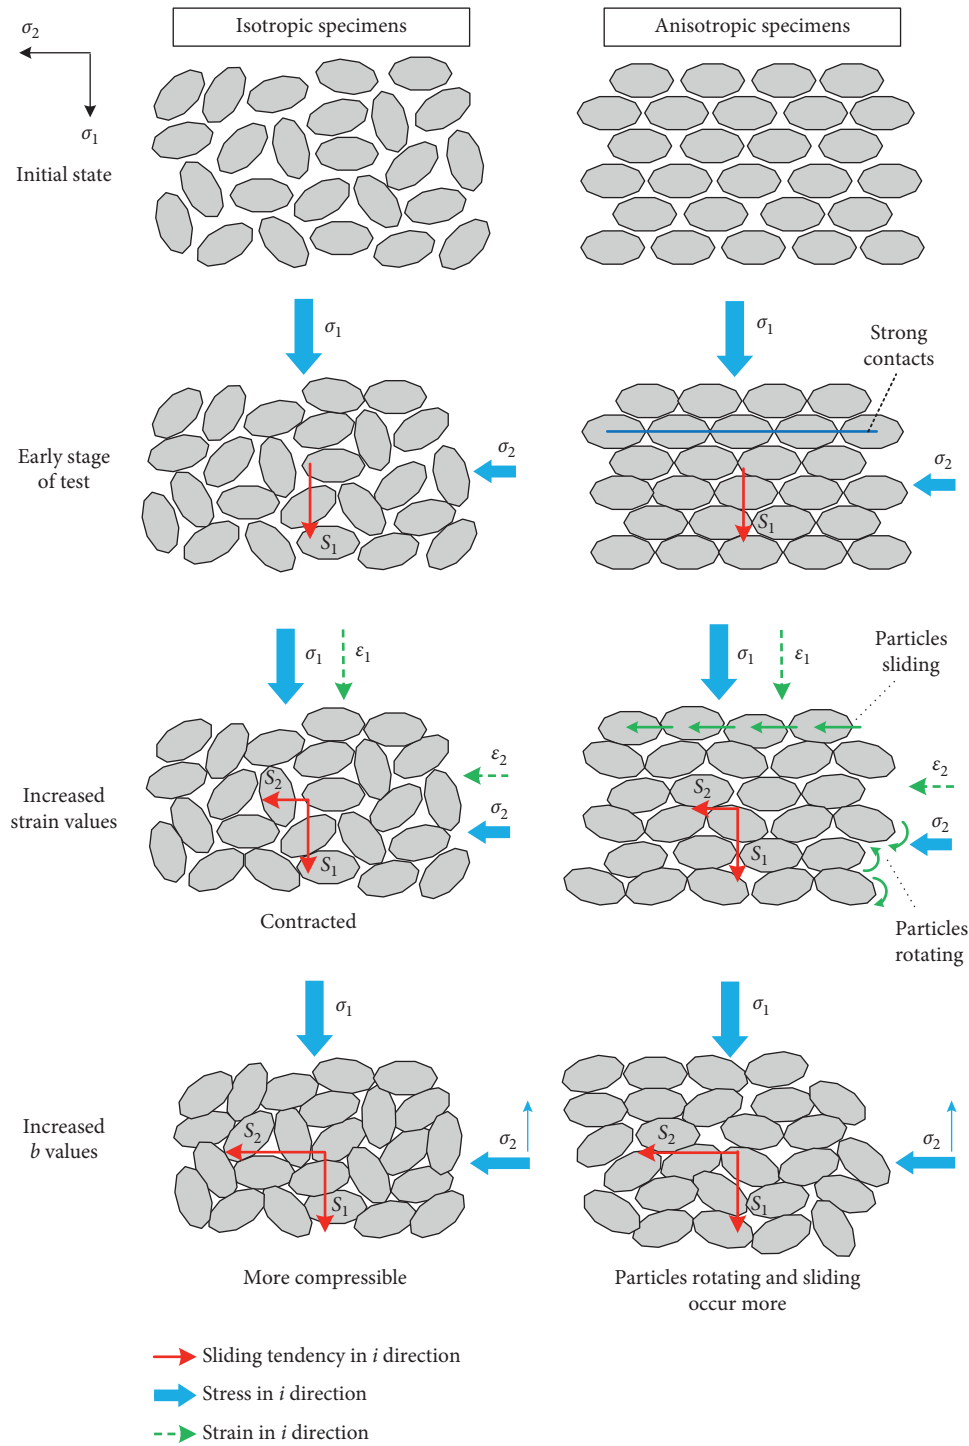 Isotropic specimens
Anisotropic specimens
σ2
σ1
Initial state
σ1
σ1
Strong
contacts
Early stage
of test
σ2
σ2
S1
S1
σ1
ε1
σ1
ε1
Particles
sliding
Increased
strain values
ε2
σ2
ε2
σ2
S2
S1
S2
S1
Contracted
Particles
rotating
σ1
σ1
Increased
b values
S2
S1
σ2
S2
S1
σ2
More compressible
Particles rotating and sliding
occur more
Sliding tendency in i direction
Stress in i direction
Strain in i direction